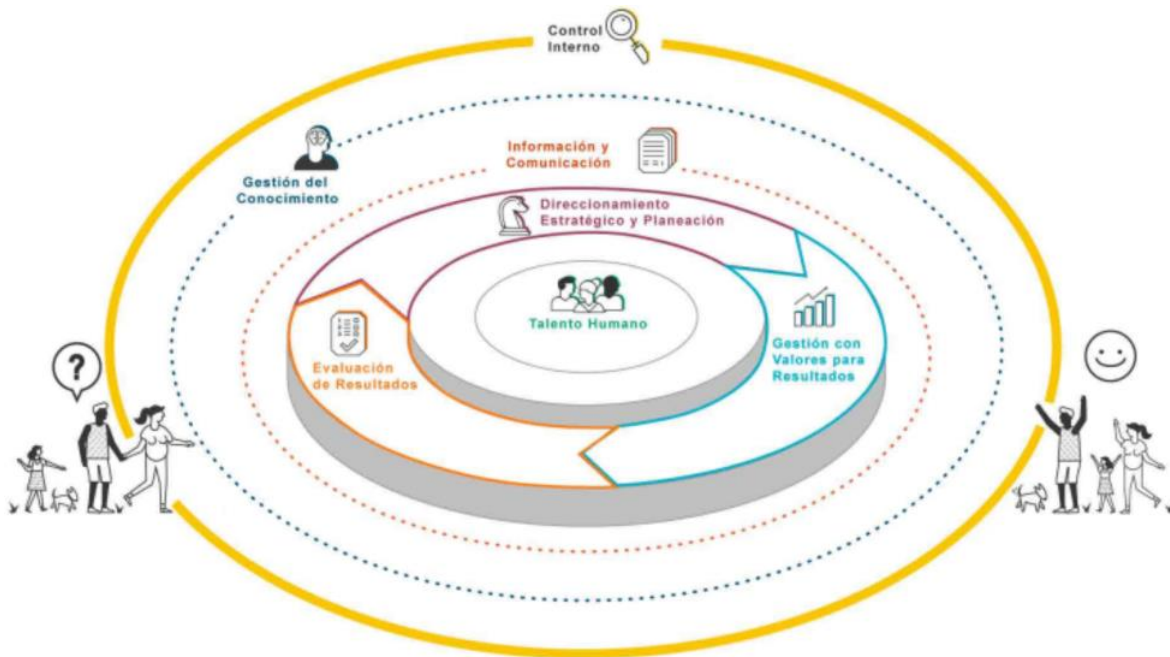 Control
Interno
Gestión del
Conocimiento
Información y
Comunicación
Direccionamiento
Estratégico y Planeación
Talento Humano
Gestión con
Valores para
Resultados
Evaluación
de Resultados
?